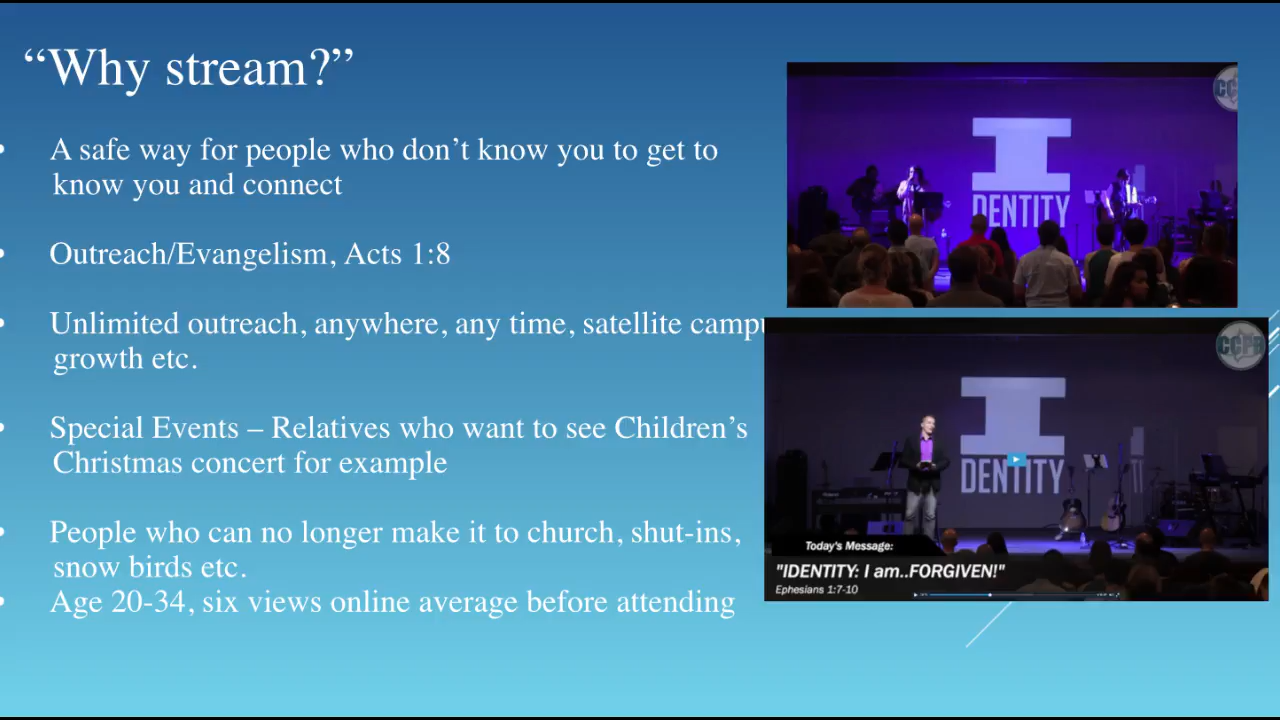 “Why stream?”
• A safe way for people who don’t know you to get to
know you and connect
• Outreach/Evangelism, Acts 1:8
• Unlimited outreach, anywhere, any time, satellite
growth etc.
• Special Events – Relatives who want to see Children’s
Christmas concert for example
• People who can no longer make it to church, shut-ins,
snow birds etc.
• Age 20-34, six views online average before attending
I
DENTITY
CCFR
I
DENTITY
Today's Message:
"IDENTITY: I am..FORGIVEN!"
Ephesians 1:7-10